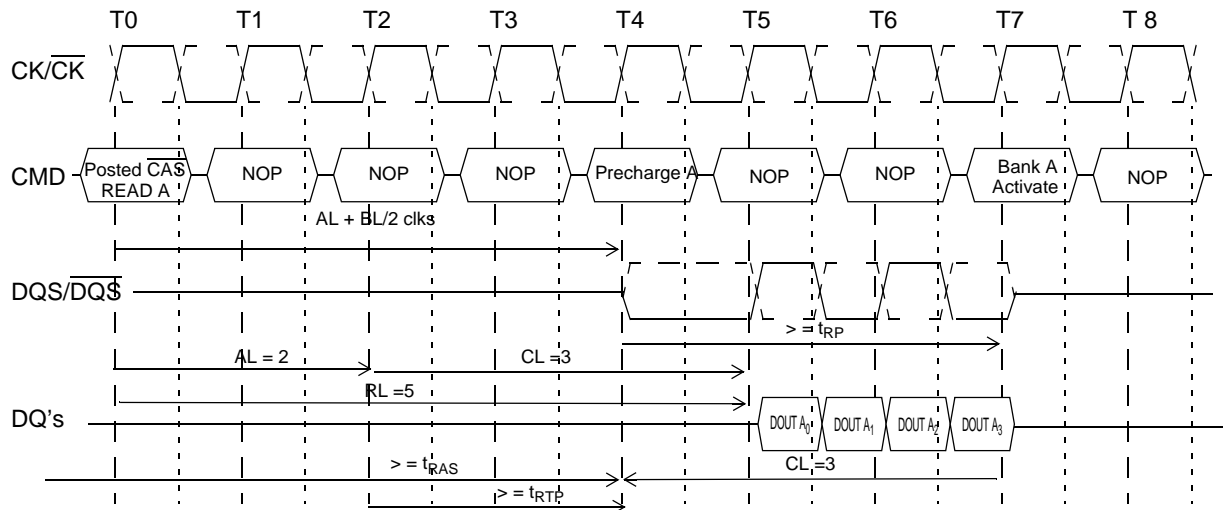 T0 T1 T2 T3 T4 T5 T6 T7 T 8
CK/CK
CMD
Posted CAS
READ A
NOP
NOP
NOP
Precharge A
NOP
NOP
Bank A
Activate
NOP
AL + BL/2 clks
DQS/DQS
> = tRP
AL = 2
CL =3
RL =5
DQ's
DOUT A0
DOUT A1
DOUT A2
DOUT A3
> = tRAS
CL =3
> = tRTP